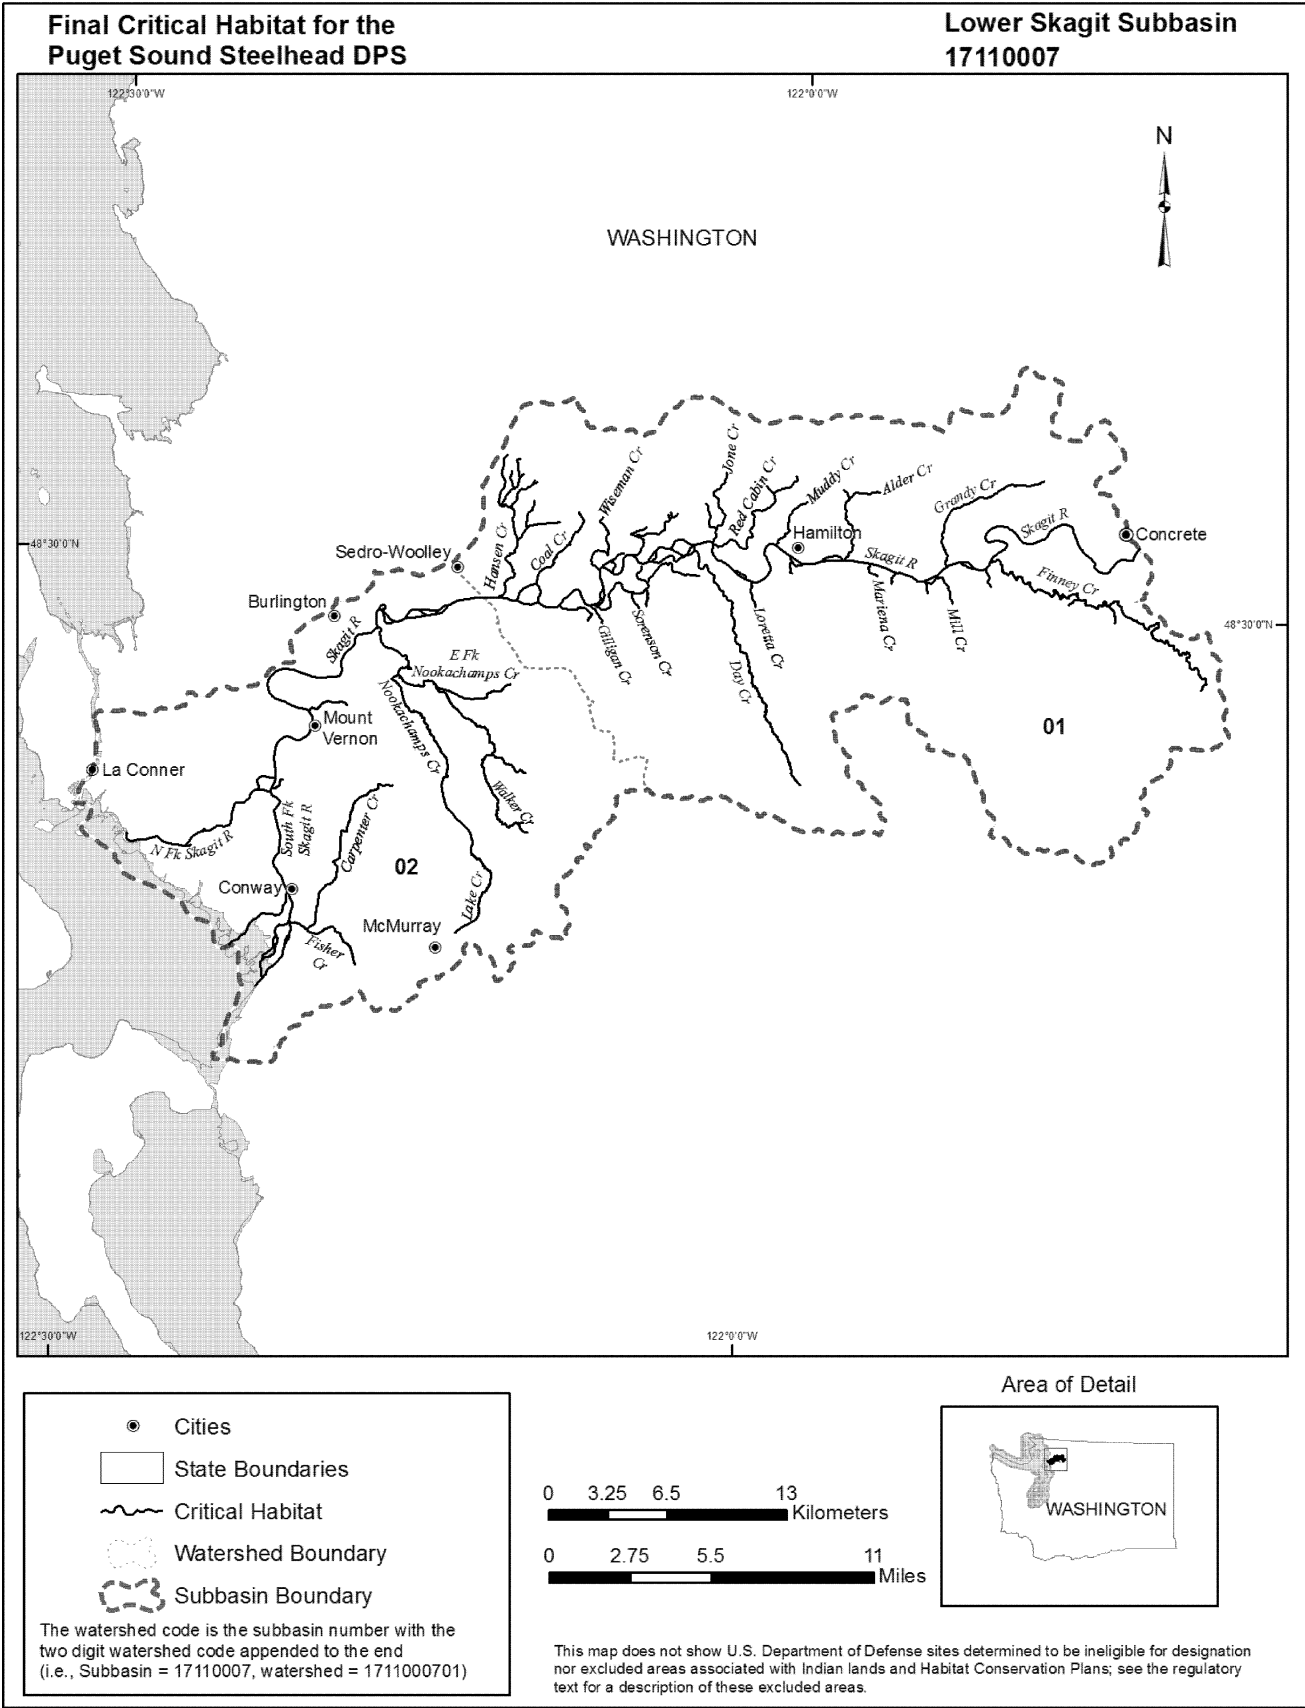 Final Critical Habitat for the
Puget Sound Steelhead DPS
Lower Skagit Subbasin
17110007
122°30'0"W
122°0'0"W
N
WASHINGTON
Jone Cr
Wiseman Cr
Red Cabin Cr
Muddy Cr
Alder Cr
Grandy Cr
Skagit R
Concrete
Hamilton
48°30'0"N
Sedro-Woolley
Hansen Cr
Coal Cr
Skagit R
Finney Cr
Burlington
Skagit R
Mariena Cr
Mill Cr
48°30'0"N
Gilligan Cr
Sorenson Cr
Loretta Cr
Day Cr
E Fk
Nookachamps Cr
Nookachamps Cr
Mount
Vernon
01
La Conner
Walker Cr
N Fk Skagit R
South Fk
Skagit R
Carpenter Cr
02
Conway
Lake Cr
McMurray
Fisher
Cr
122°30'0"W
122°0'0"W
Cities
State Boundaries
Critical Habitat
Watershed Boundary
Subbasin Boundary
The watershed code is the subbasin number with the
two digit watershed code appended to the end
(i.e., Subbasin = 17110007, watershed = 1711000701)
0 3.25 6.5 13
Kilometers
0 2.75 5.5 11
Miles
Area of Detail
WASHINGTON
This map does not show U.S. Department of Defense sites determined to be ineligible for designation
nor excluded areas associated with Indian lands and Habitat Conservation Plans; see the regulatory
text for a description of these excluded areas.